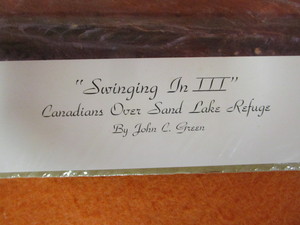 "Swinging In III"
Canadians Over Sand Lake Refuge
By John C. Green